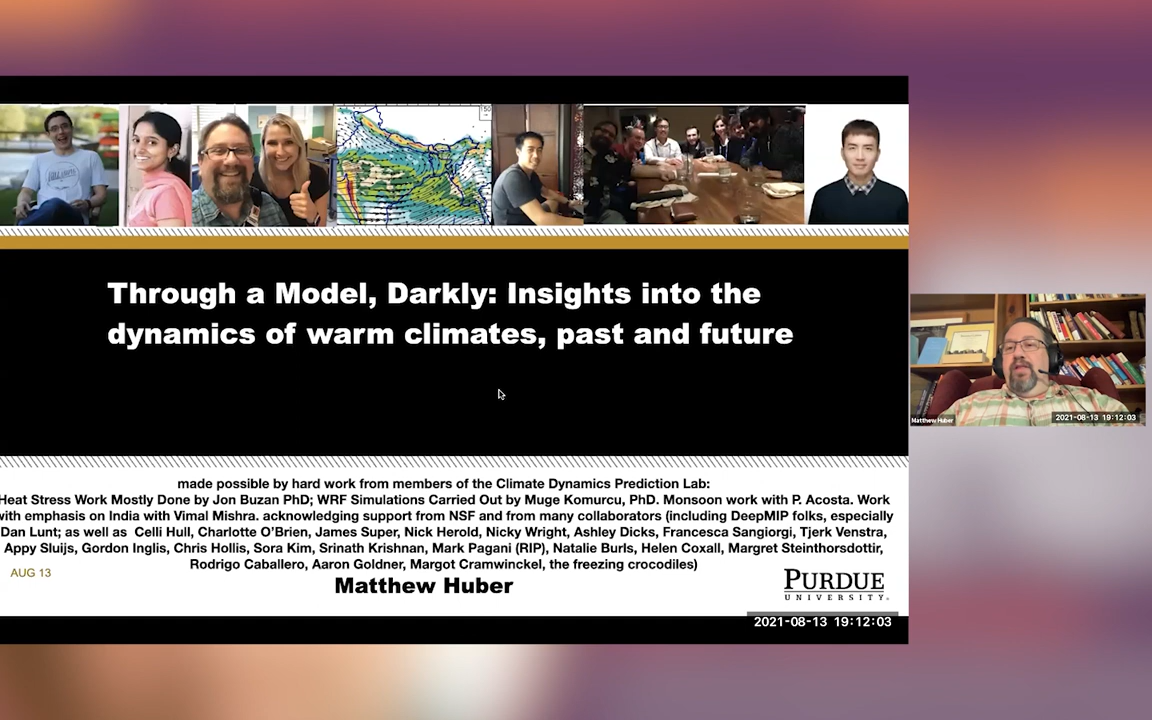 Through a Model, Darkly: Insights into the
dynamics of warm climates, past and future
made possible by hard work from members of the Climate Dynamics Prediction Lab:
Heat Stress Work Mostly Done by Jon Buzan PhD; WRF Simulations Carried Out by Muge Komurcu, PhD. Monsoon work with P. Acosta. Work
with emphasis on India with Vimal Mishra. acknowledging support from NSF and from many collaborators (including DeepMIP folks, especially
Dan Lunt; as well as Celli Hull, Charlotte O'Brien, James Super, Nick Herold, Nicky Wright, Ashley Dicks, Francesca Sangiorgi, Tjerk Venstra,
Appy Sluijs, Gordon Inglis, Chris Hollis, Sora Kim, Srinath Krishnan, Mark Pagani (RIP), Natalie Burls, Helen Coxall, Margret Steinthorsdottir,
Rodrigo Caballero, Aaron Goldner, Margot Cramwinckel, the freezing crocodiles)
AUG 13
Matthew Huber
PURDUE
UNIVERSITY
2021-08-13 19:12:03
Matthew Huber
2021-08-13 19:12:03